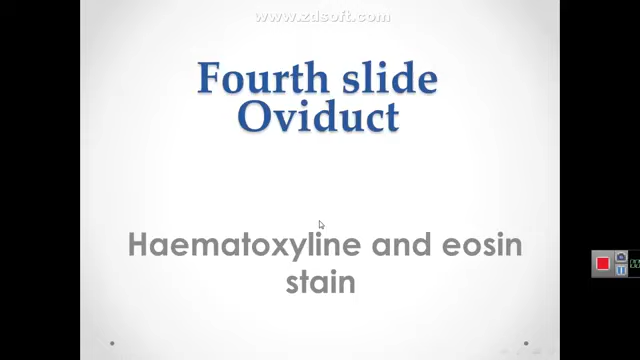 www.zdsoft.com
Fourth slide
Oviduct
Haematoxyline and eosin
stain